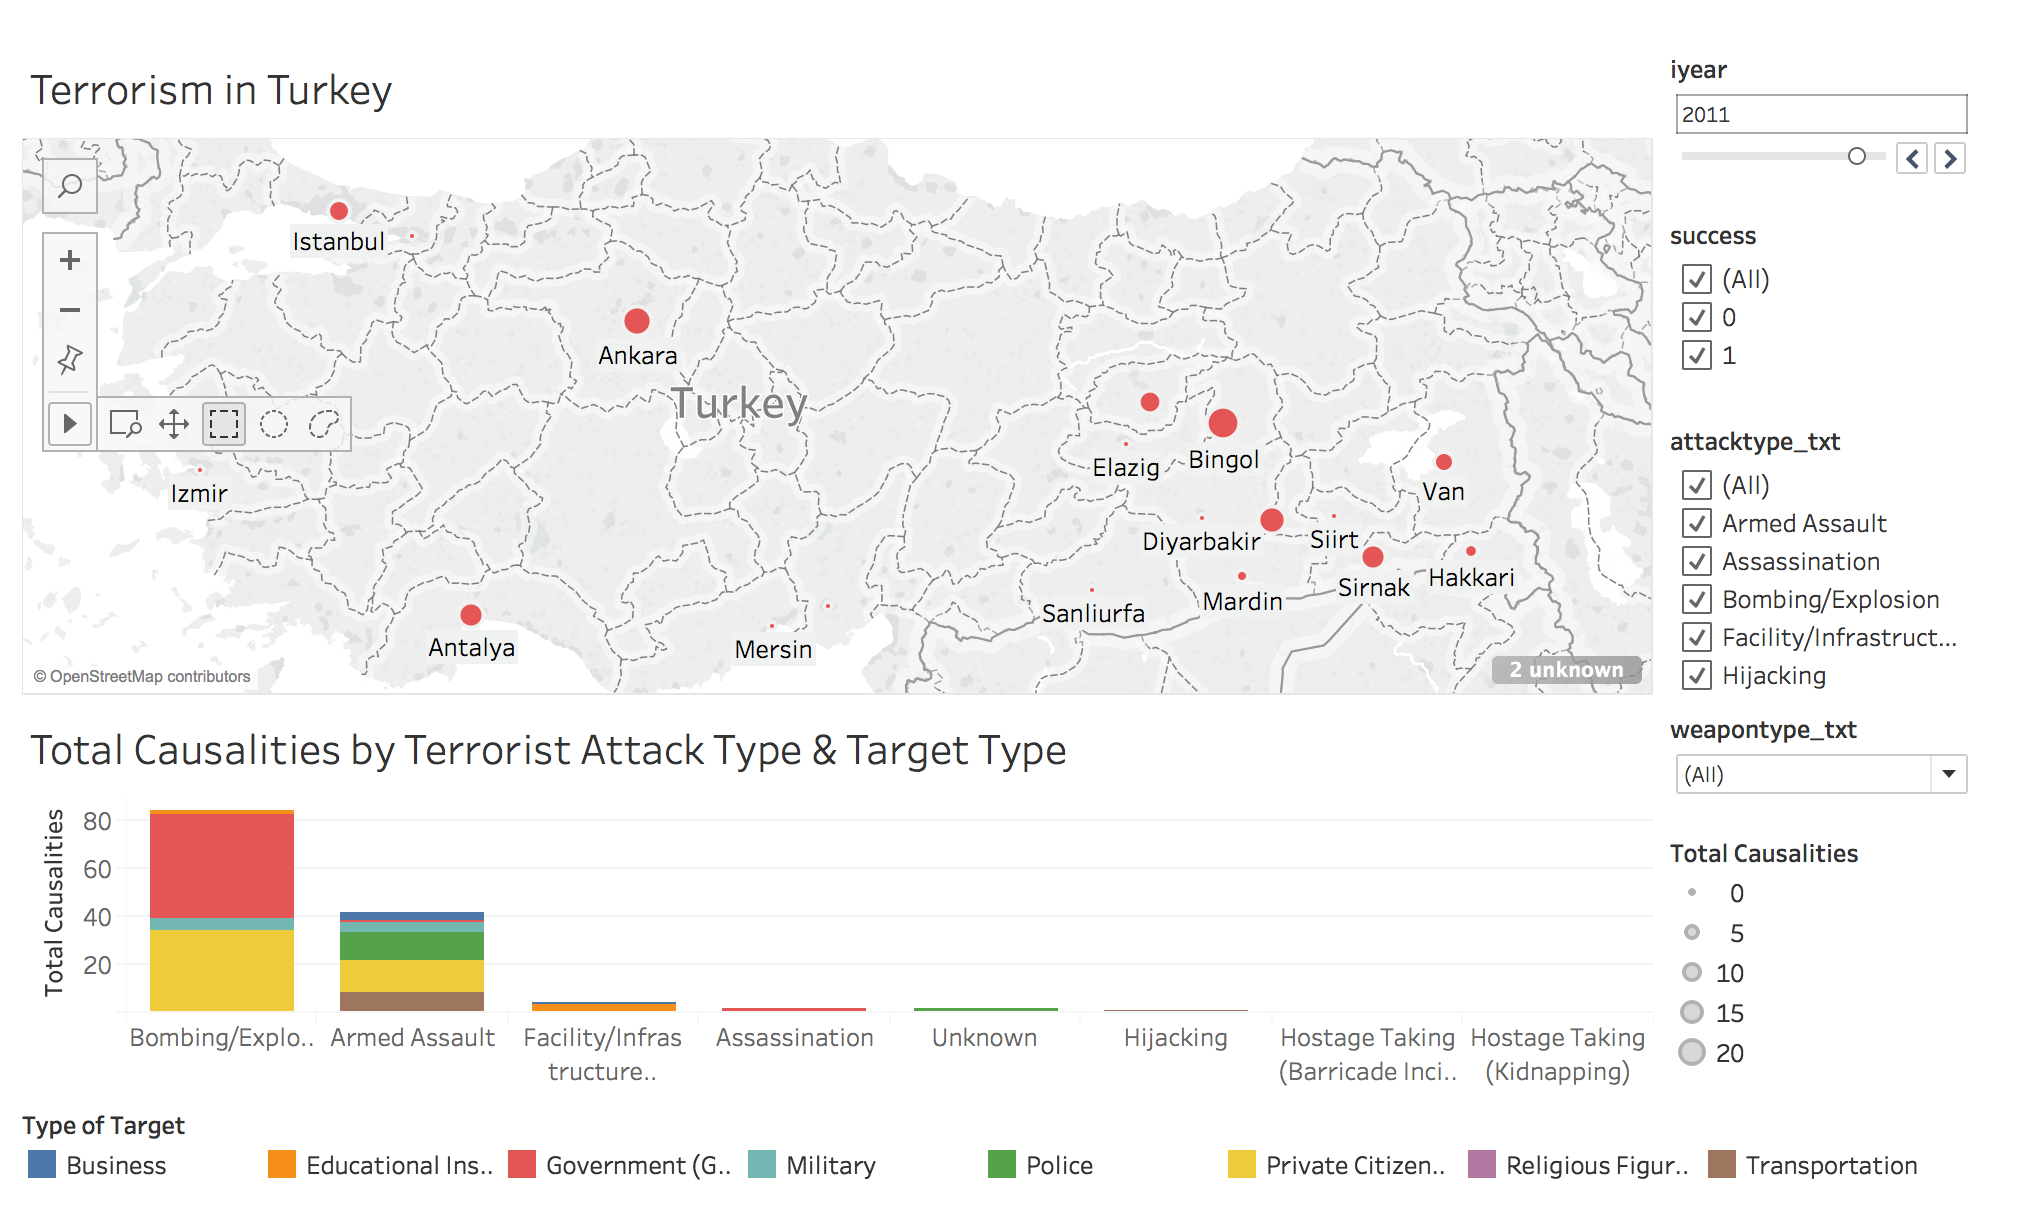 Terrorism in Turkey
Istanbul
Ankara
Turkey
Elazig
Bingol
Van
Izmir
Diyarbakir
Siirt
Sirnak
Hakkari
Mardin
Sanliurfa
Antalya
Mersin
© OpenStreetMap contributors
2 unknown
iyear
2011
success
(All)
0
1
attacktype_txt
(All)
Armed Assault
Assassination
Bombing/Explosion
Facility/Infrastruct...
Hijacking
weapontype_txt
(All)
Total Causalities
0
5
10
15
20
Total Causalities by Terrorist Attack Type & Target Type
Total Causalities
80
60
40
20
Bombing/Explo..
Armed Assault
Facility/Infras
tructure..
Assassination
Unknown
Hijacking
Hostage Taking
(Barricade Inci..
Hostage Taking
(Kidnapping)
Type of Target
Business
Educational Ins..
Government (G..
Military
Police
Private Citizen..
Religious Figur..
Transportation